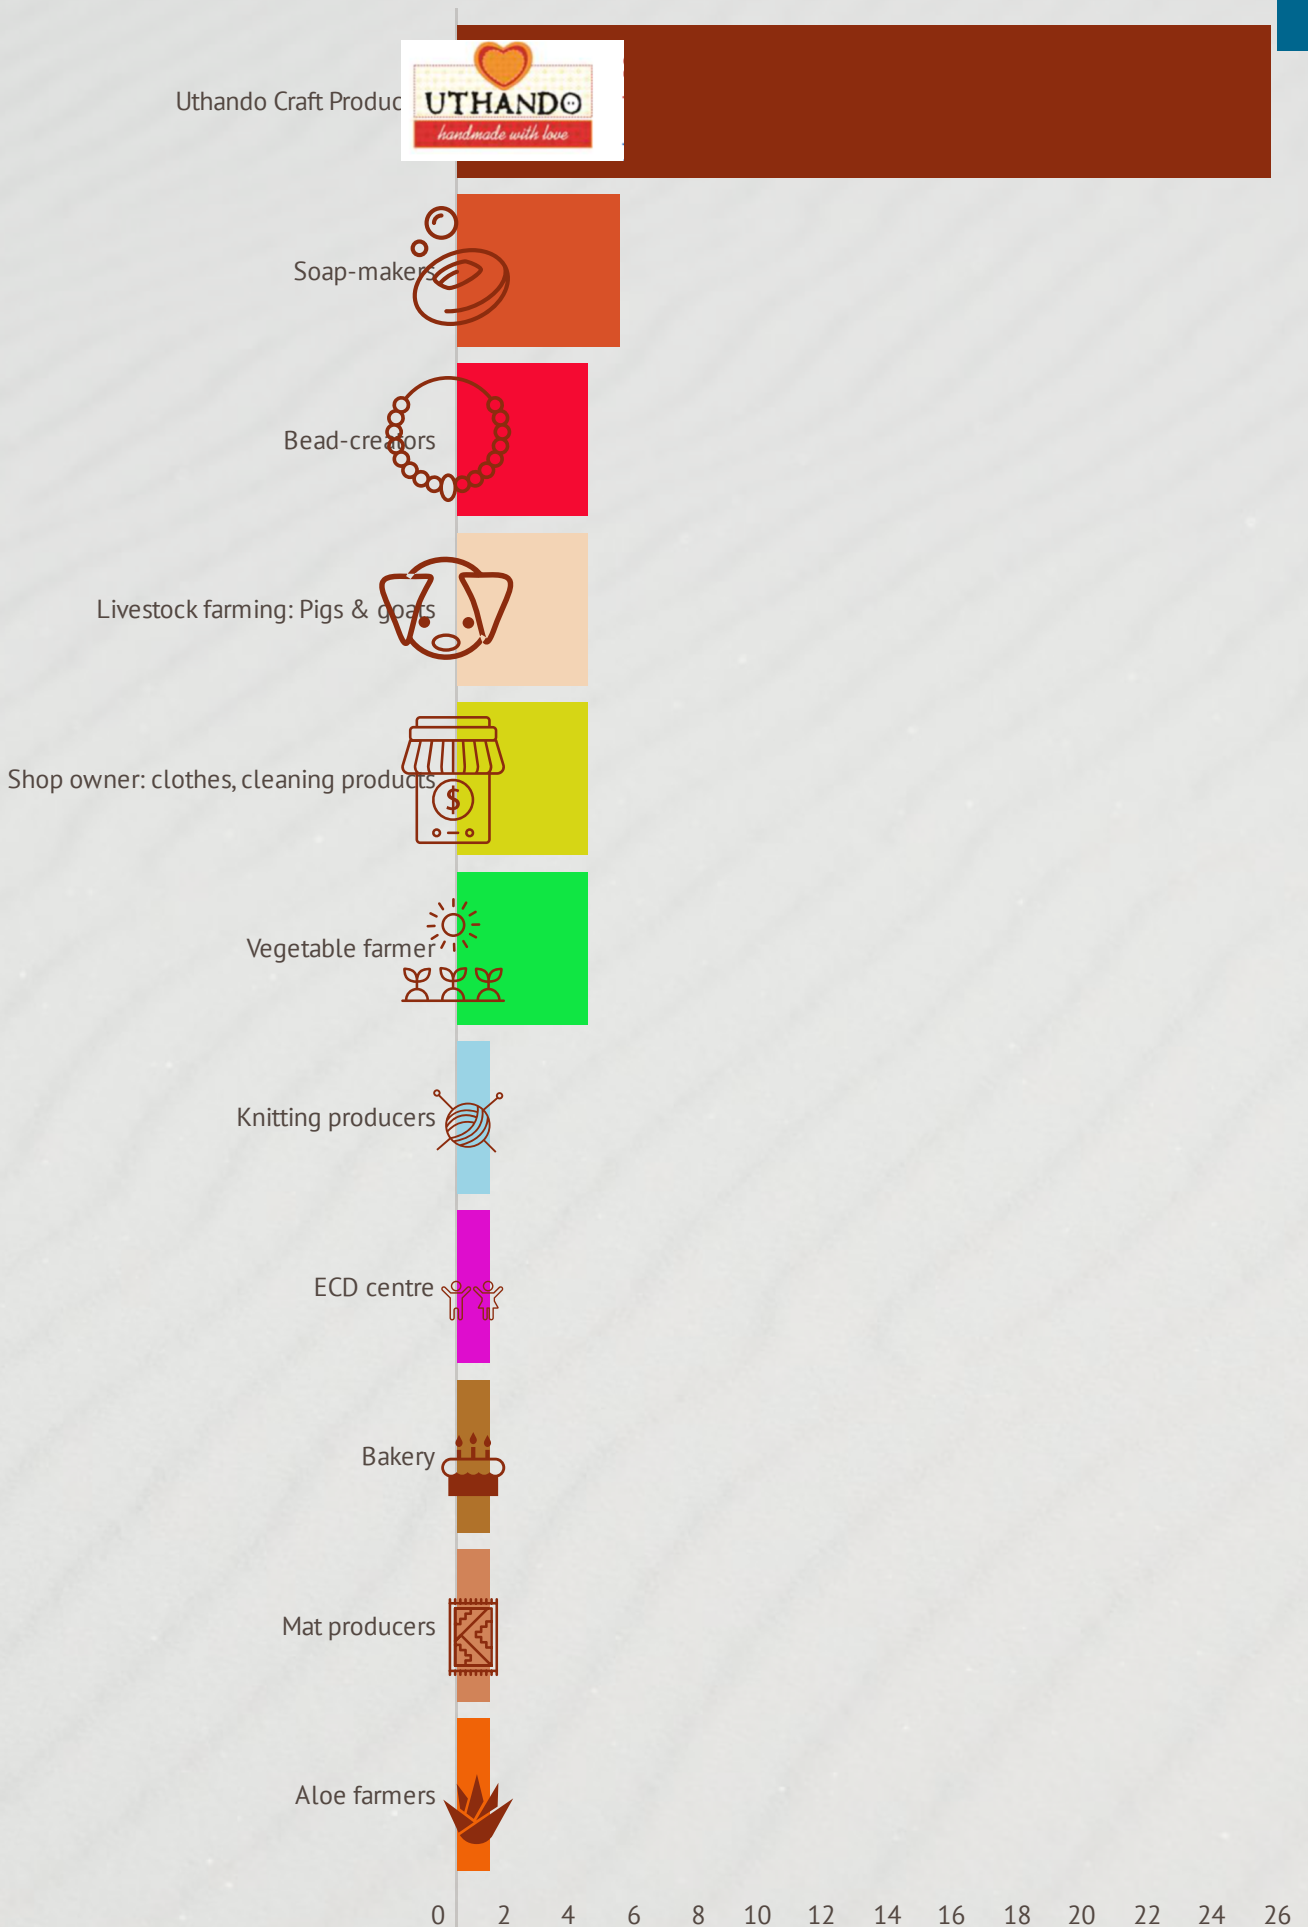 Uthando Craft Produc
UTHANDO
handmade with love
Soap-makers
Bead-creators
Livestock farming: Pigs & goats
Shop owner: clothes, cleaning products
$
Vegetable farmer
Knitting producers
ECD centre
Bakery
Mat producers
Aloe farmers
0 2 4 6 8 10 12 14 16 18 20 22 24 26